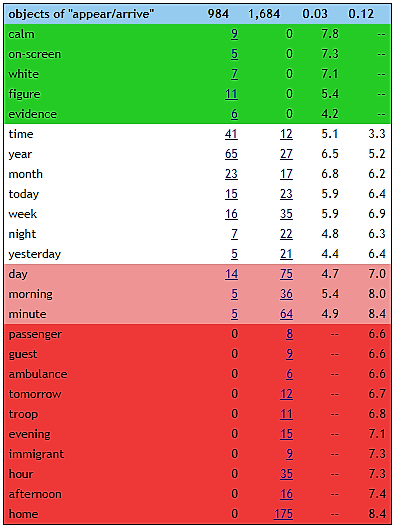 objects of "appear/arrive" 984 1,684 0.03 0.12
calm 9 0 7.8 --
on-screen 5 0 7.3 --
white 7 0 7.1 --
figure 11 0 5.4 --
evidence 6 0 4.2 --
time 41 12 5.1 3.3
year 65 27 6.5 5.2
month 23 17 6.8 6.2
today 15 23 5.9 6.4
week 16 35 5.9 6.9
night 7 22 4.8 6.3
yesterday 5 21 4.4 6.4
day 14 75 4.7 7.0
morning 5 36 5.4 8.0
minute 5 64 4.9 8.4
passenger 0 8 -- 6.6
guest 0 9 -- 6.6
ambulance 0 6 -- 6.6
tomorrow 0 12 -- 6.7
troop 0 11 -- 6.8
evening 0 15 -- 7.1
immigrant 0 9 -- 7.3
hour 0 35 -- 7.3
afternoon 0 16 -- 7.4
home 0 175 -- 8.4